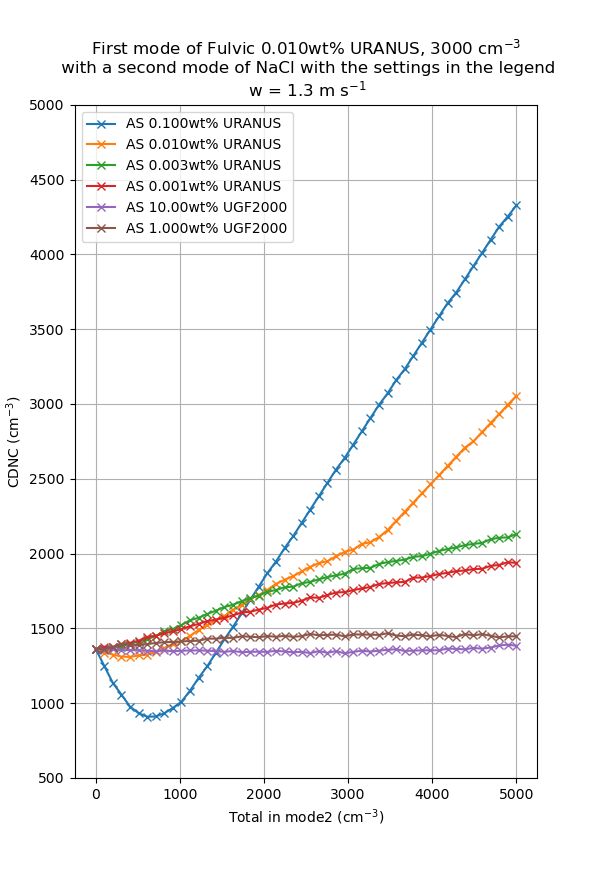 First mode of Fulvic 0.010wt% URANUS, 3000 cm⁻³
with a second mode of NaCl with the settings in the legend
w = 1.3 m s⁻¹
5000
4500
4000
3500
3000
2500
2000
1500
1000
500
CDNC (cm⁻³)
AS 0.100wt% URANUS
AS 0.010wt% URANUS
AS 0.003wt% URANUS
AS 0.001wt% URANUS
AS 10.00wt% UGF2000
AS 1.000wt% UGF2000
0 1000 2000 3000 4000 5000
Total in mode2 (cm⁻³)